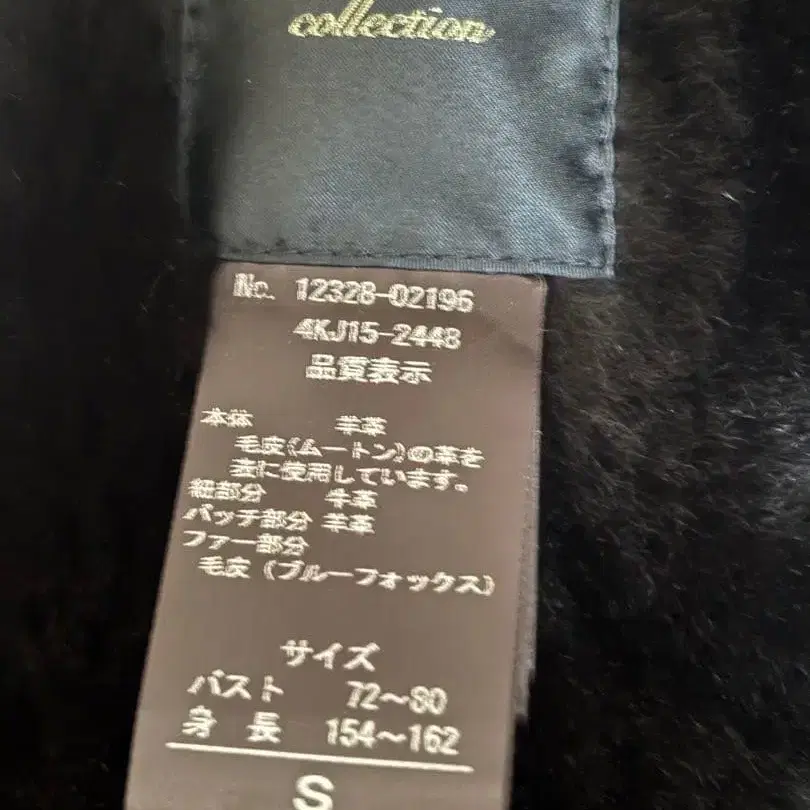 collection
No. 12328-02196
4KJ15-2448
品質表示
本体 羊革
毛皮(ムートン)の革を
表に使用しています。
紐部分 牛革
パッチ部分 羊革
ファー部分
毛皮(ブルーフォックス)
サイズ
バスト 72~80
身長 154~162
S